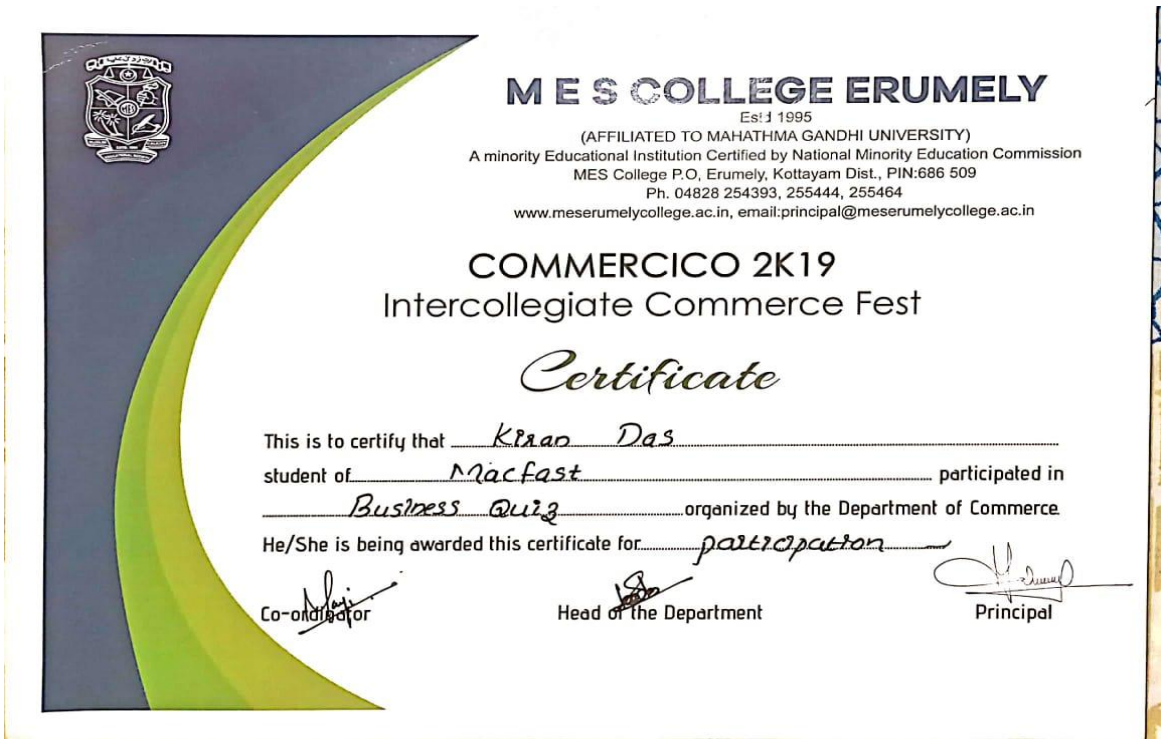 M E S COLLEGE ERUMELY
Estd 1995
(AFFILIATED TO MAHATHMA GANDHI UNIVERSITY)
A minority Educational Institution Certified by National Minority Education Commission
MES College P.O, Erumely, Kottayam Dist., PIN:686 509
Ph. 04828 254393, 255444, 255464
www.meserumelycollege.ac.in, email:principal@meserumelycollege.ac.in
COMMERCICO 2K19
Intercollegiate Commerce Fest
Certificate
This is to certify that Kiran Das
student of Macfast participated in
Business Quiz organized by the Department of Commerce
He/She is being awarded this certificate for participation
Co-ordinator Head of the Department Principal